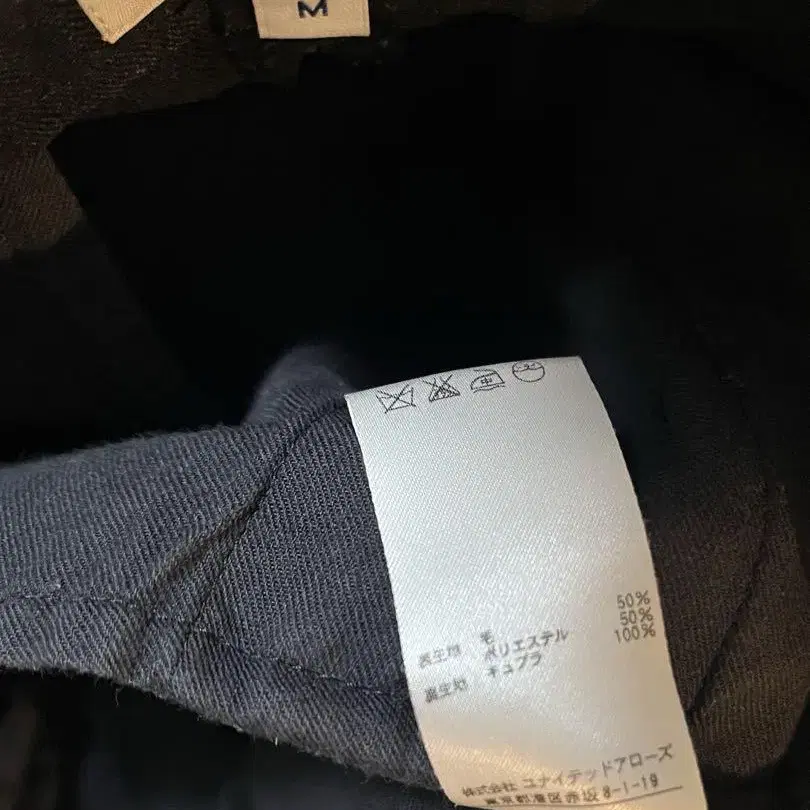 M
中
毛 50%
表生地 ポリエステル 50%
裏生地 キュプラ 100%
株式会社 ユナイテッドアローズ
東京都港区赤坂8-1-19